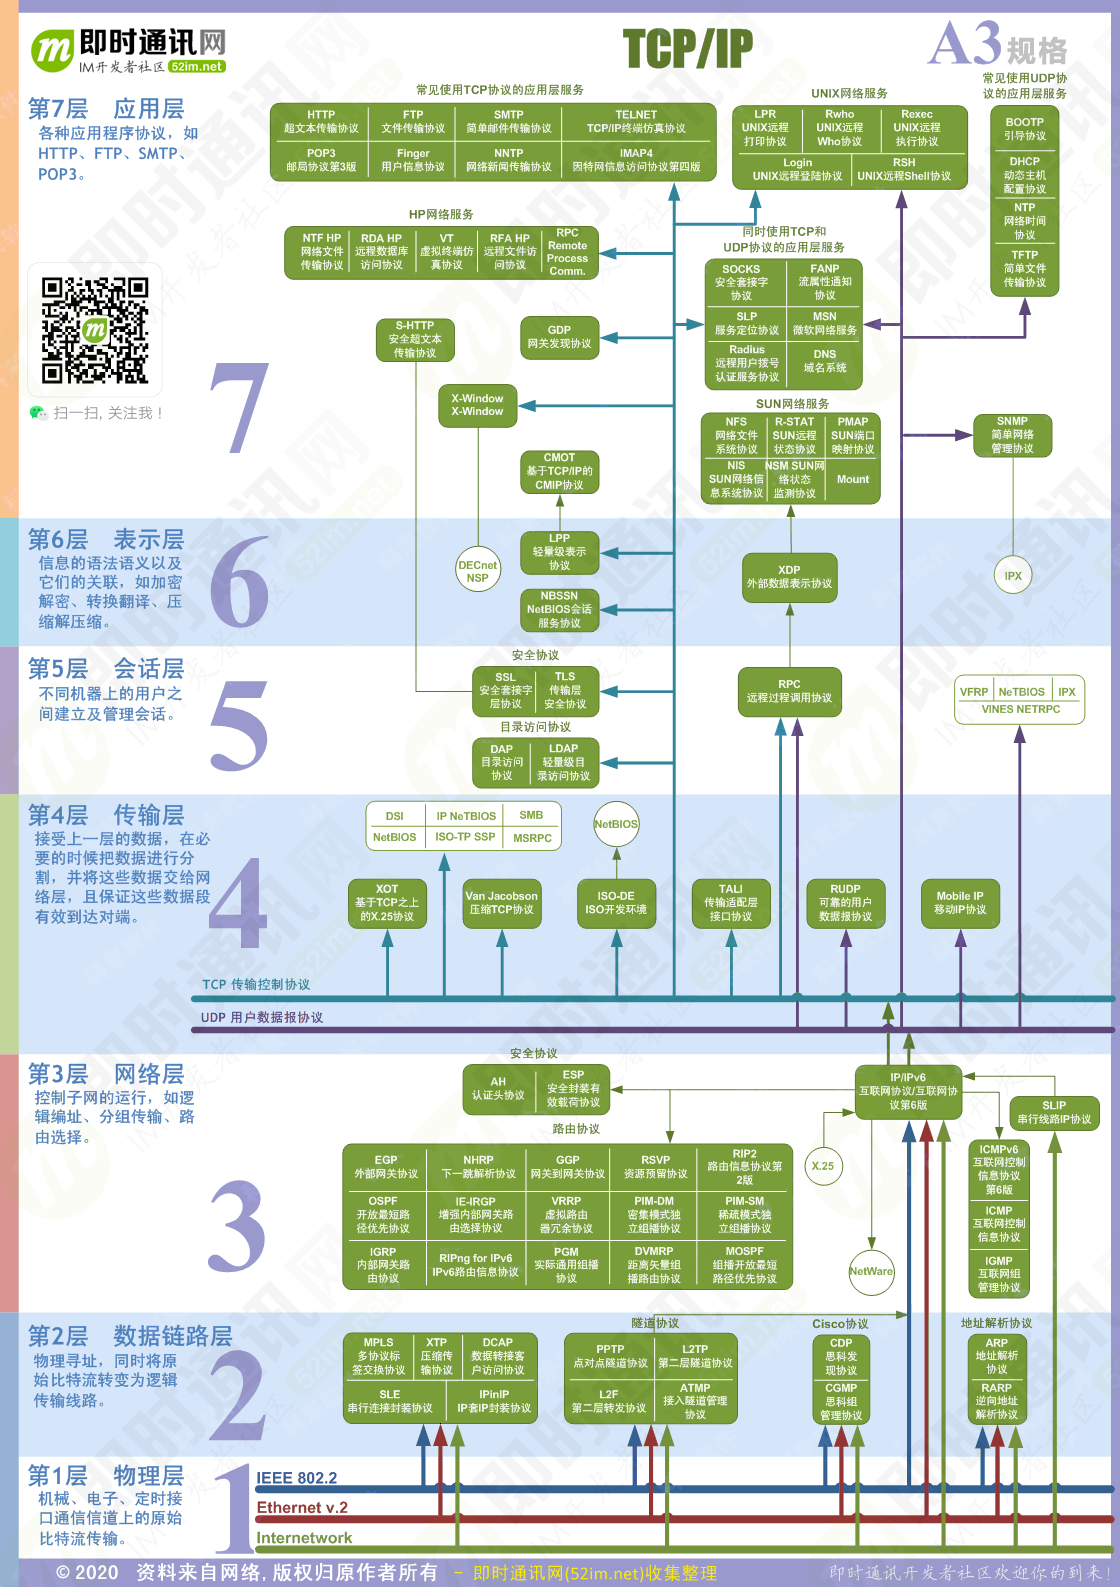 即时通讯网
IM开发者社区 52im.net
TCP/IP
A3规格
第7层 应用层
各种应用程序协议，如
HTTP、FTP、SMTP、
POP3。
常见使用TCP协议的应用层服务
HTTP
超文本传输协议
FTP
文件传输协议
SMTP
简单邮件传输协议
TELNET
TCP/IP终端仿真协议
POP3
邮局协议第3版
Finger
用户信息协议
NNTP
网络新闻传输协议
IMAP4
因特网信息访问协议第四版
UNIX网络服务
LPR
UNIX远程
打印协议
Rwho
UNIX远程
Who协议
Rexec
UNIX远程
执行协议
Login
UNIX远程登陆协议
RSH
UNIX远程Shell协议
常见使用UDP协
议的应用层服务
BOOTP
引导协议
DHCP
动态主机
配置协议
NTP
网络时间
协议
TFTP
简单文件
传输协议
HP网络服务
NTF HP
网络文件
传输协议
RDA HP
远程数据库
访问协议
VT
虚拟终端仿
真协议
RFA HP
远程文件访
问协议
RPC
Remote
Process
Comm.
同时使用TCP和
UDP协议的应用层服务
SOCKS
安全套接字
协议
FANP
流属性通知
协议
SLP
服务定位协议
MSN
微软网络服务
Radius
远程用户拨号
认证服务协议
DNS
域名系统
扫一扫, 关注我！
7
S-HTTP
安全超文本
传输协议
GDP
网关发现协议
X-Window
X-Window
CMOT
基于TCP/IP的
CMIP协议
SUN网络服务
NFS
网络文件
系统协议
R-STAT
SUN远程
状态协议
PMAP
SUN端口
映射协议
NIS
SUN网络信
息系统协议
NSM SUN网
络状态
监测协议
Mount
SNMP
简单网络
管理协议
第6层 表示层
信息的语法语义以及
它们的关联，如加密
解密、转换翻译、压
缩解压缩。
6
DECnet
NSP
LPP
轻量级表示
协议
NBSSN
NetBIOS会话
服务协议
XDP
外部数据表示协议
IPX
第5层 会话层
不同机器上的用户之
间建立及管理会话。
5
安全协议
SSL
安全套接字
层协议
TLS
传输层
安全协议
目录访问协议
DAP
目录访问
协议
LDAP
轻量级目
录访问协议
RPC
远程过程调用协议
VFRP
NeTBIOS
IPX
VINES NETRPC
第4层 传输层
接受上一层的数据，在必
要的时候把数据进行分
割，并将这些数据交给网
络层，且保证这些数据段
有效到达对端。
4
DSI
IP NeTBIOS
SMB
NetBIOS
ISO-TP SSP
MSRPC
NetBIOS
XOT
基于TCP之上
的X.25协议
Van Jacobson
压缩TCP协议
ISO-DE
ISO开发环境
TALI
传输适配层
接口协议
RUDP
可靠的用户
数据报协议
Mobile IP
移动IP协议
TCP 传输控制协议
UDP 用户数据报协议
第3层 网络层
控制子网的运行，如逻
辑编址、分组传输、路
由选择。
3
安全协议
AH
认证头协议
ESP
安全封装有
效载荷协议
IP/IPv6
互联网协议/互联网协
议第6版
SLIP
串行线路IP协议
路由协议
EGP
外部网关协议
NHRP
下一跳解析协议
GGP
网关到网关协议
RSVP
资源预留协议
RIP2
路由信息协议第
2版
OSPF
开放最短路
径优先协议
IE-IRGP
增强内部网关路
由选择协议
VRRP
虚拟路由
器冗余协议
PIM-DM
密集模式独
立组播协议
PIM-SM
稀疏模式独
立组播协议
IGRP
内部网关路
由协议
RIPng for IPv6
IPv6路由信息协议
PGM
实际通用组播
协议
DVMRP
距离矢量组
播路由协议
MOSPF
组播开放最短
路径优先协议
X.25
NetWare
ICMPv6
互联网控制
信息协议
第6版
ICMP
互联网控制
信息协议
IGMP
互联网组
管理协议
第2层 数据链路层
物理寻址，同时将原
始比特流转变为逻辑
传输线路。
2
MPLS
多协议标
签交换协议
XTP
压缩传
输协议
DCAP
数据转接客
户访问协议
SLE
串行连接封装协议
IPinIP
IP套IP封装协议
隧道协议
PPTP
点对点隧道协议
L2TP
第二层隧道协议
L2F
第二层转发协议
ATMP
接入隧道管理
协议
Cisco协议
CDP
思科发
现协议
CGMP
思科组
管理协议
地址解析协议
ARP
地址解析
协议
RARP
逆向地址
解析协议
第1层 物理层
机械、电子、定时接
口通信信道上的原始
比特流传输。
1
IEEE 802.2
Ethernet v.2
Internetwork
© 2020 资料来自网络, 版权归原作者所有 - 即时通讯网(52im.net)收集整理
即时通讯开发者社区欢迎你的到来！